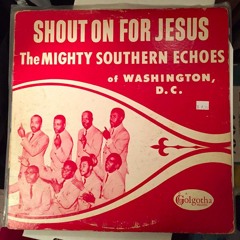 SHOUT ON FOR JESUS
The MIGHTY SOUTHERN ECHOES
of WASHINGTON,
D.C.
Golgotha